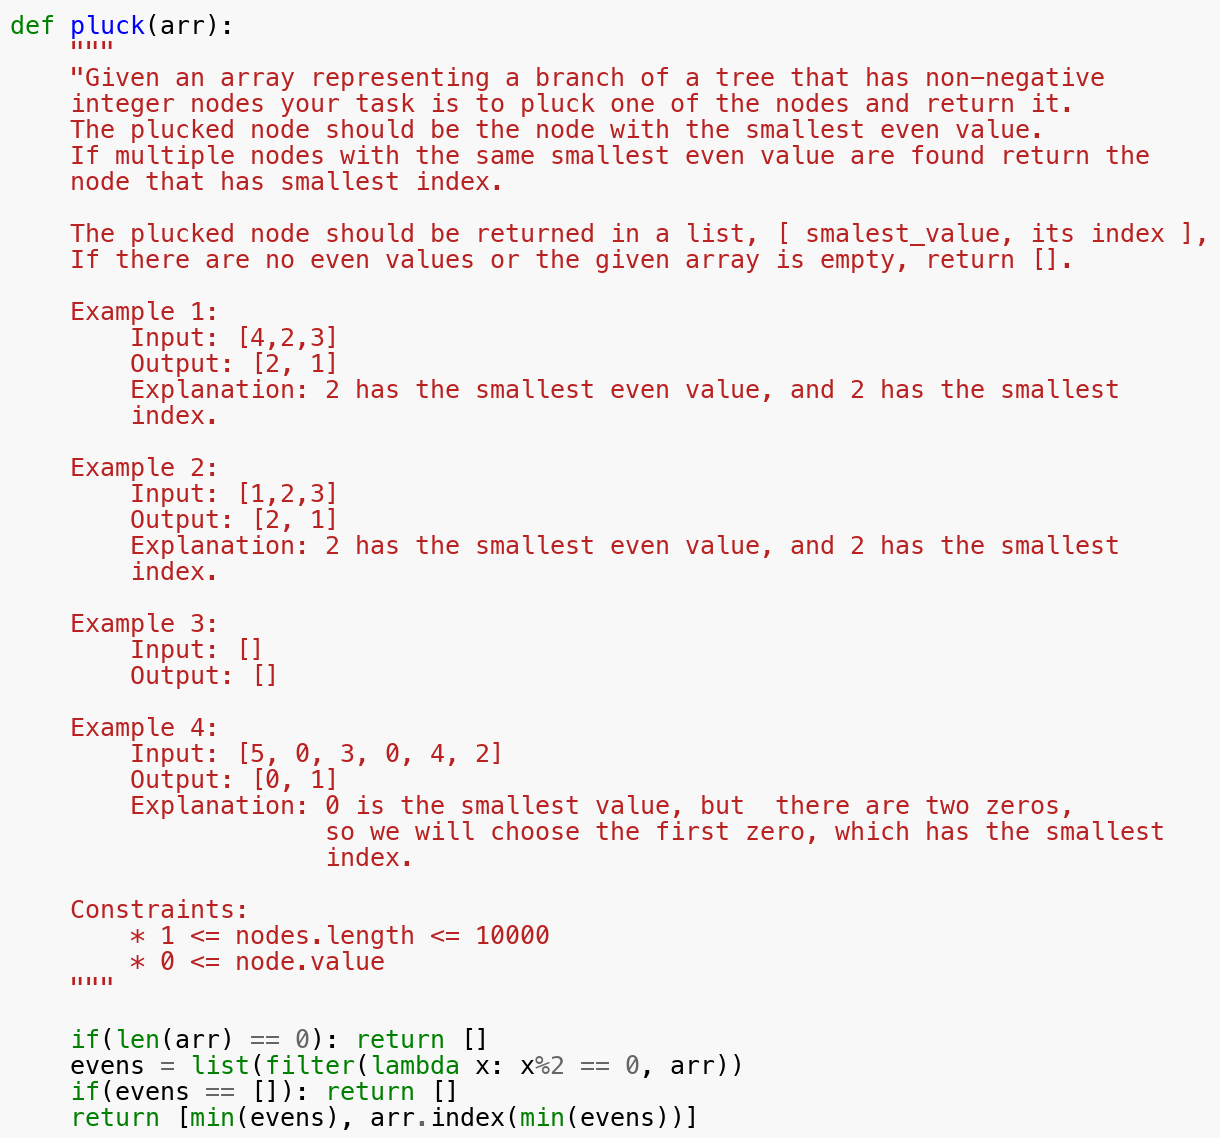 def pluck(arr):
    """
    "Given an array representing a branch of a tree that has non-negative
    integer nodes your task is to pluck one of the nodes and return it.
    The plucked node should be the node with the smallest even value.
    If multiple nodes with the same smallest even value are found return the
    node that has smallest index.

    The plucked node should be returned in a list, [ smalest_value, its index ],
    If there are no even values or the given array is empty, return [].

    Example 1:
        Input: [4,2,3]
        Output: [2, 1]
        Explanation: 2 has the smallest even value, and 2 has the smallest
        index.

    Example 2:
        Input: [1,2,3]
        Output: [2, 1]
        Explanation: 2 has the smallest even value, and 2 has the smallest
        index.

    Example 3:
        Input: []
        Output: []

    Example 4:
        Input: [5, 0, 3, 0, 4, 2]
        Output: [0, 1]
        Explanation: 0 is the smallest value, but  there are two zeros,
                     so we will choose the first zero, which has the smallest
                     index.

    Constraints:
        * 1 <= nodes.length <= 10000
        * 0 <= node.value
    """

    if(len(arr) == 0): return []
    evens = list(filter(lambda x: x%2 == 0, arr))
    if(evens == []): return []
    return [min(evens), arr.index(min(evens))]